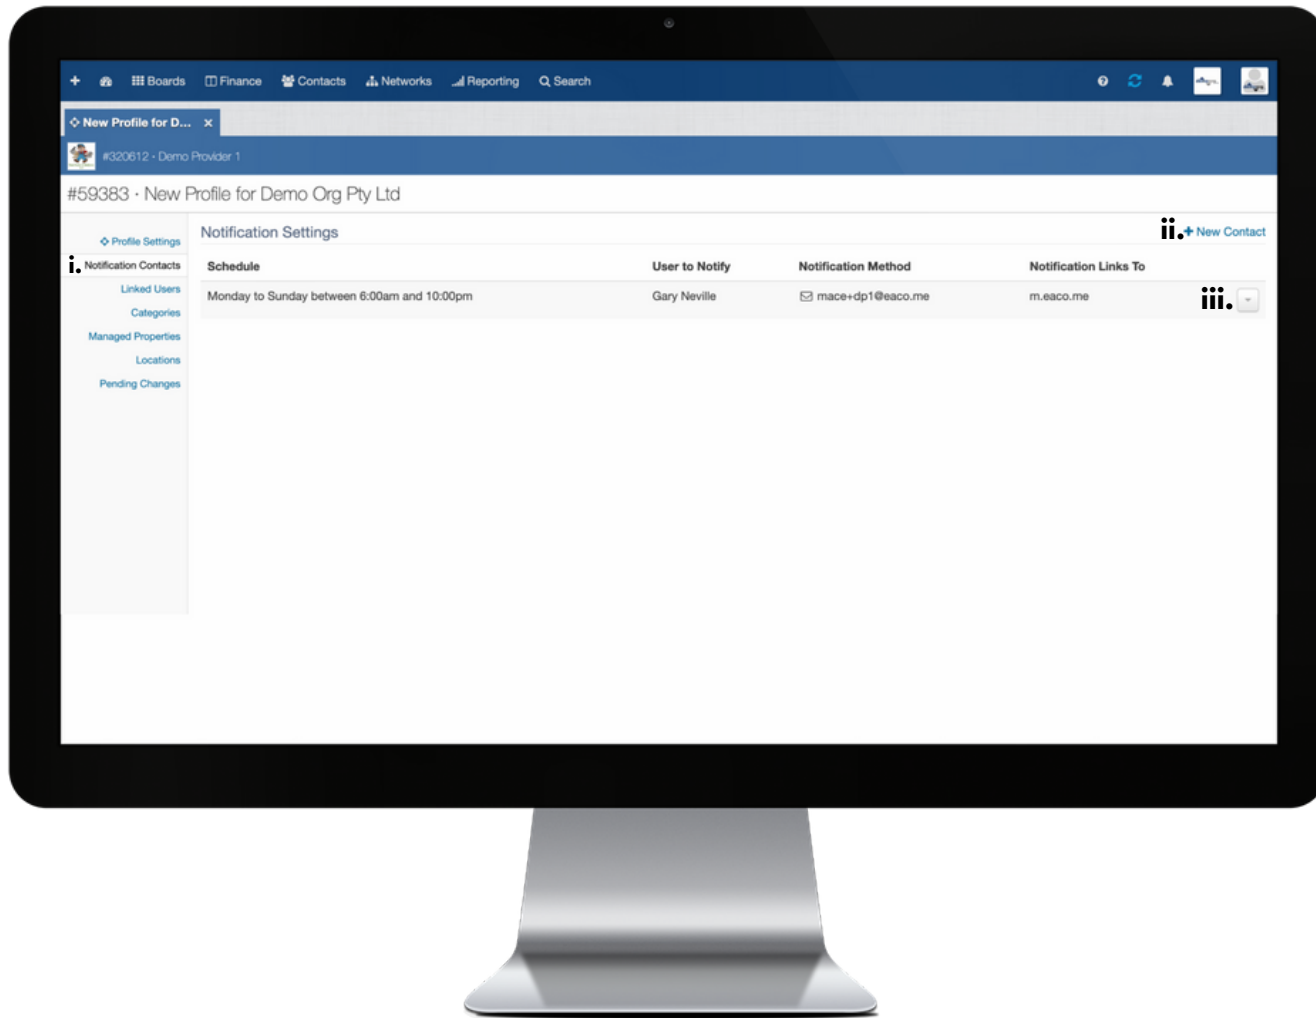 + Boards Finance Contacts Networks Reporting Search
New Profile for D... ×
#320612 · Demo Provider 1
#59383 · New Profile for Demo Org Pty Ltd
Profile Settings
i. Notification Contacts
Linked Users
Categories
Managed Properties
Locations
Pending Changes
Notification Settings
ii. + New Contact
Schedule User to Notify Notification Method Notification Links To
Monday to Sunday between 6:00am and 10:00pm Gary Neville mace+dp1@eaco.me m.eaco.me iii.